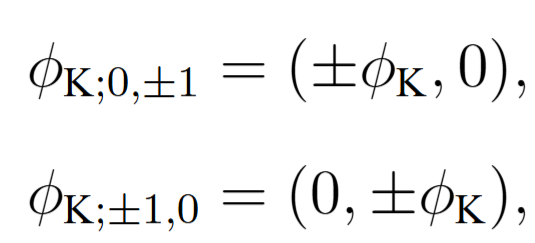 ϕ_{K;0,±1} = (±ϕ_K, 0),
ϕ_{K;±1,0} = (0, ±ϕ_K),